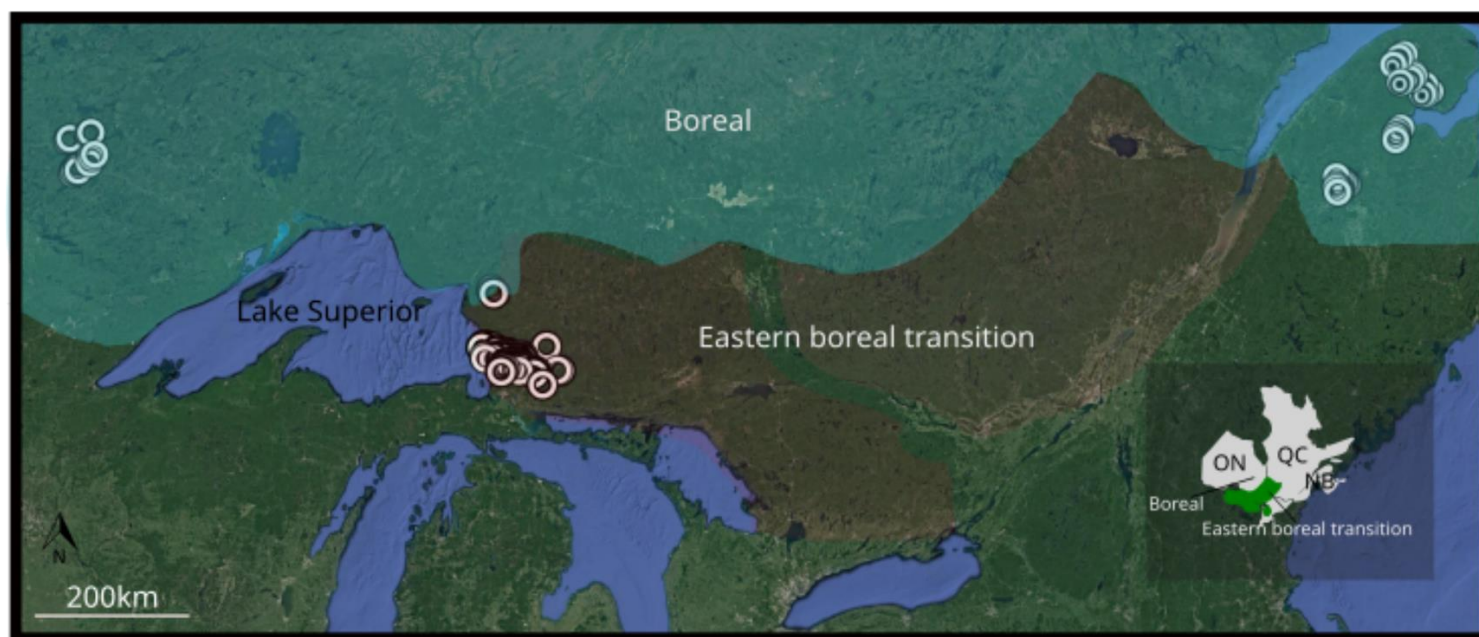 Boreal
Lake Superior
Eastern boreal transition
ON
QC
NB
Boreal
Eastern boreal transition
N
200km